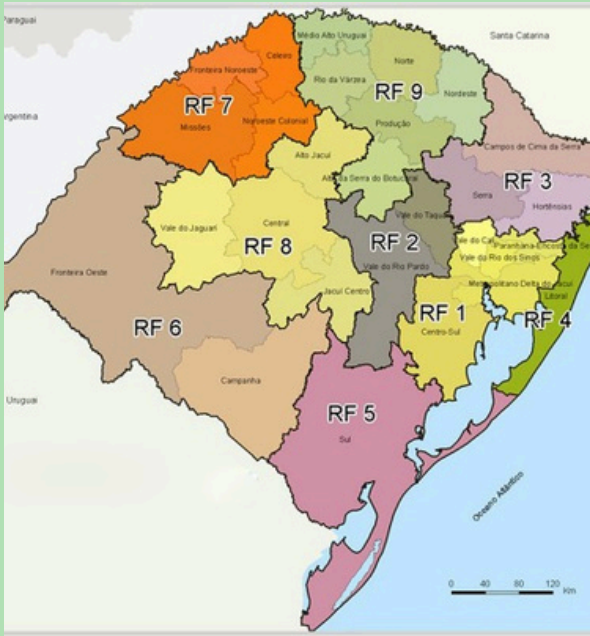 Paraguai
Santa Catarina
Argentina
Médio Alto Uruguai
Celeiro
Norte
Fronteira Noroeste
Rio da Várzea
RF 9
Nordeste
RF 7
Missões
Noroeste Colonial
Produção
Alto Jacuí
Campos de Cima da Serra
Alto da Serra do Botucaraí
Serra
RF 3
Hortênsias
Vale do Jaguari
Central
RF 8
Vale do Taquari
RF 2
Vale do Rio Pardo
Vale do Caí
Paranhana-Encosta da Se
Vale do Rio dos Sinos
Fronteira Oeste
Jacuí Centro
Metropolitano Delta do Jacuí
Litoral
RF 6
RF 1
RF 4
Centro-Sul
Campanha
Uruguai
RF 5
Sul
Oceano Atlântico
0 40 80 120
Km